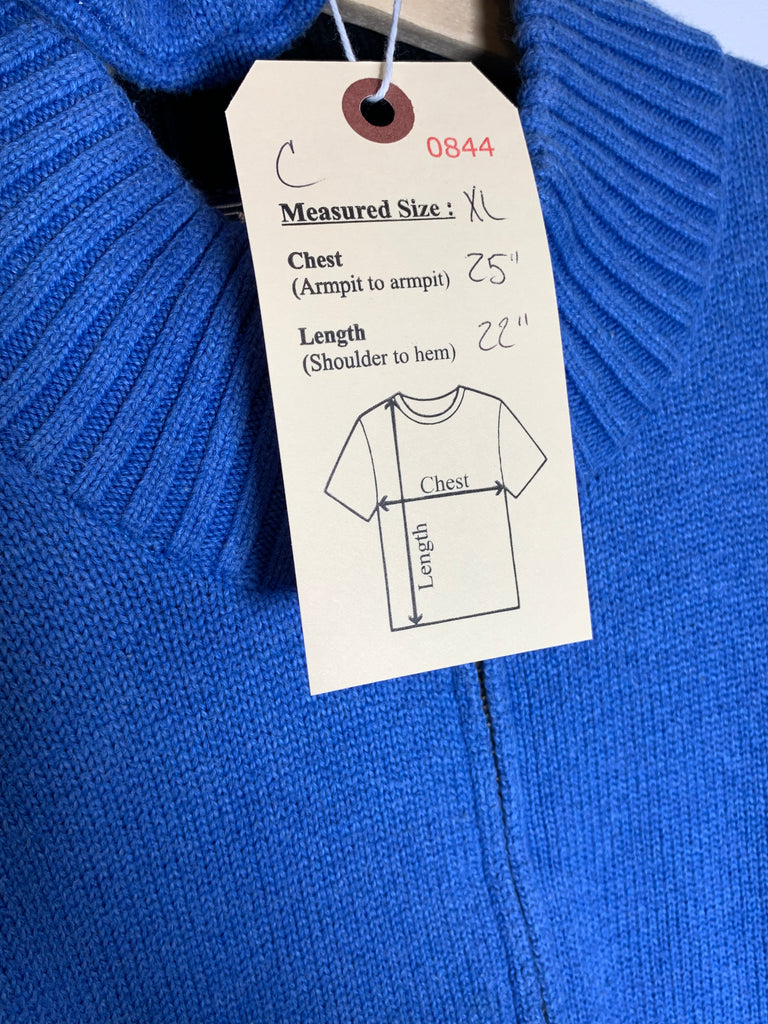 C 0844
Measured Size : XL
Chest
(Armpit to armpit) 25"
Length
(Shoulder to hem) 22"
Chest
Length